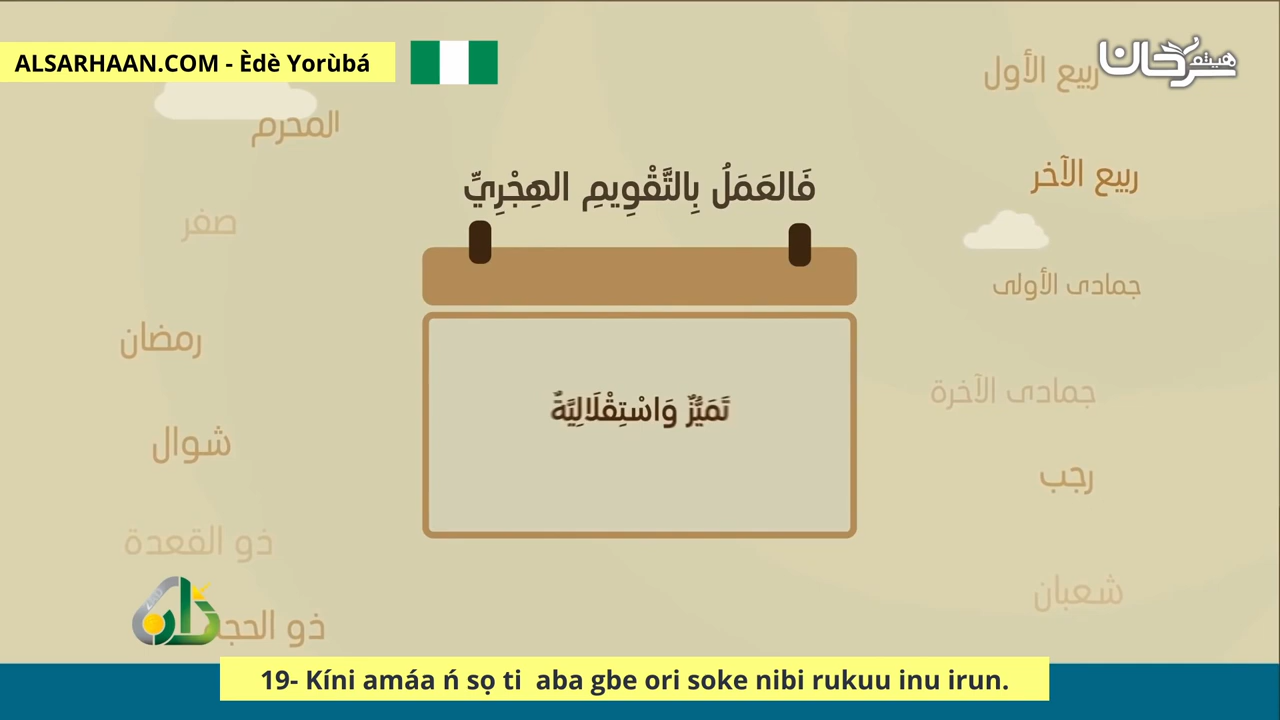 ALSARHAAN.COM - Èdè Yorùbá
هيثم سرحان
ربيع الأول
المحرم
ربيع الآخر
فَالعَمَلُ بِالتَّقْوِيمِ الهِجْرِيِّ
صفر
جمادى الأولى
رمضان
جمادى الآخرة
تَمَيُّزٌ وَاسْتِقْلَالِيَّةٌ
شوال
رجب
ذو القعدة
شعبان
ذو الحجة
19- Kíni amáa ń sọ ti aba gbe ori soke nibi rukuu inu irun.